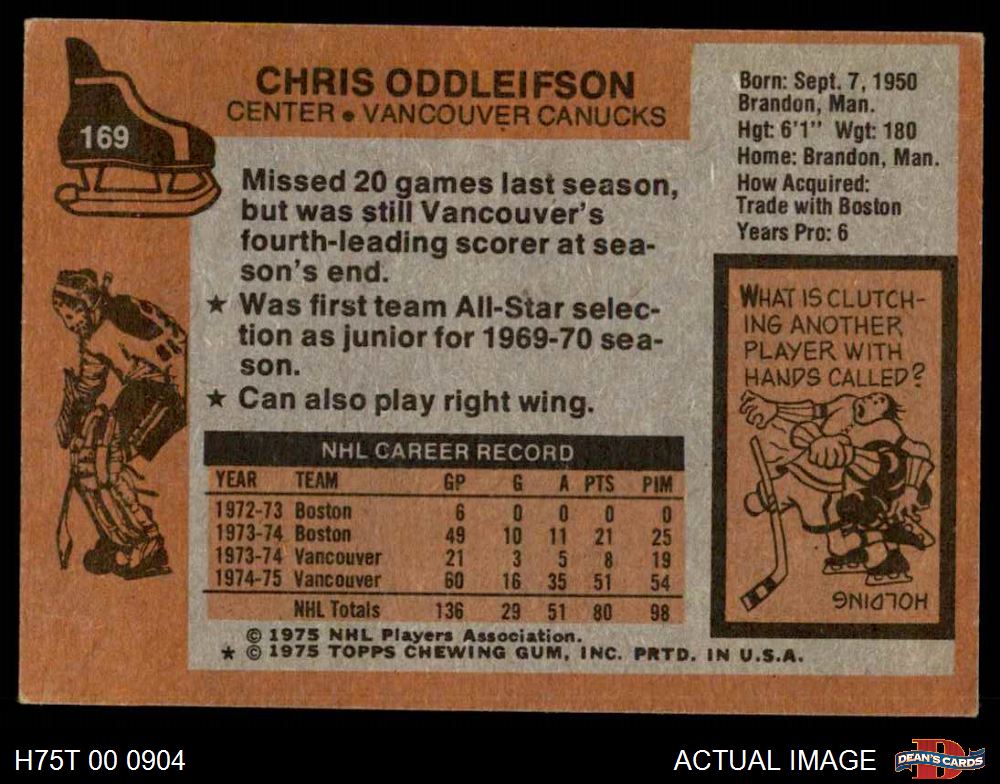 169
CHRIS ODDLEIFSON
CENTER • VANCOUVER CANUCKS
Missed 20 games last season,
but was still Vancouver's
fourth-leading scorer at sea-
son's end.
★ Was first team All-Star selec-
tion as junior for 1969-70 sea-
son.
★ Can also play right wing.
Born: Sept. 7, 1950
Brandon, Man.
Hgt: 6'1" Wgt: 180
Home: Brandon, Man.
How Acquired:
Trade with Boston
Years Pro: 6
WHAT IS CLUTCH-
ING ANOTHER
PLAYER WITH
HANDS CALLED?
HOLDING
NHL CAREER RECORD
YEAR TEAM GP G A PTS PIM
1972-73 Boston 6 0 0 0 0
1973-74 Boston 49 10 11 21 25
1973-74 Vancouver 21 3 5 8 19
1974-75 Vancouver 60 16 35 51 54
NHL Totals 136 29 51 80 98
© 1975 NHL Players Association.
★ © 1975 TOPPS CHEWING GUM, INC. PRTD. IN U.S.A.
H75T 00 0904
ACTUAL IMAGE
D
DEAN'S CARDS